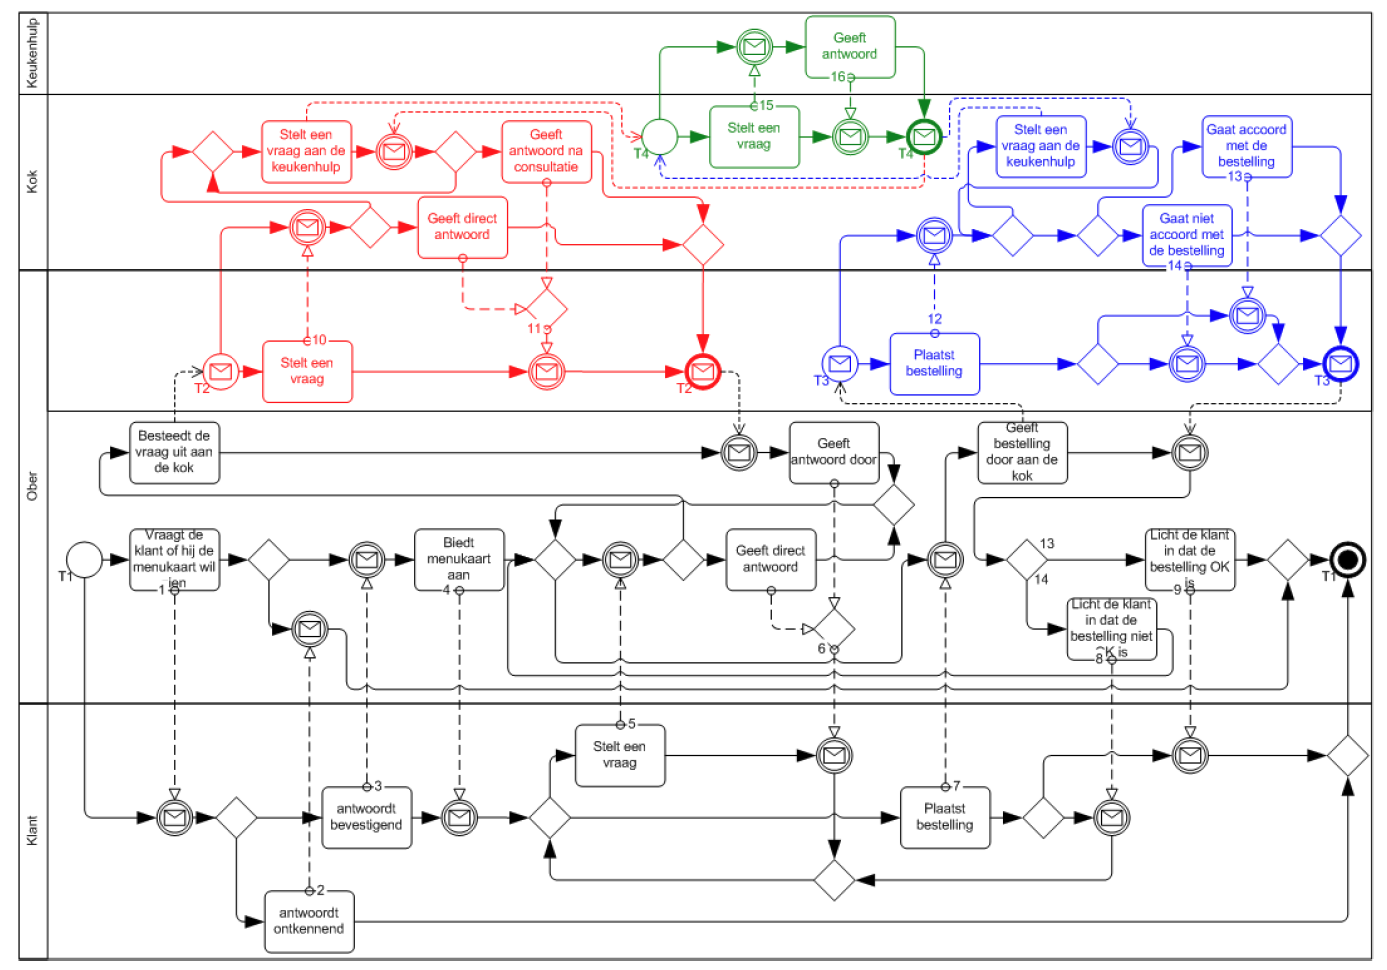 Keukenhulp
Geeft
antwoord
16
Kok
Stelt een
vraag aan de
keukenhulp
Geeft
antwoord na
consultatie
T4
15
Stelt een
vraag
T4
Stelt een
vraag aan de
keukenhulp
Gaat accoord
met de
bestelling
13
Geeft direct
antwoord
Gaat niet
accoord met
de bestelling
14
10
Stelt een
vraag
T2
11
T2
12
Plaatst
bestelling
T3
T3
Ober
Besteedt de
vraag uit aan
de kok
Geeft
antwoord door
Geeft
bestelling
door aan de
kok
T1
Vraagt de
klant of hij de
menukaart wil
zien
1
Biedt
menukaart
aan
4
Geeft direct
antwoord
6
13
14
Licht de klant
in dat de
bestelling OK
is
9
T1
Licht de klant
in dat de
bestelling niet
OK is
8
Klant
5
Stelt een
vraag
3
antwoordt
bevestigend
7
Plaatst
bestelling
2
antwoordt
ontkennend